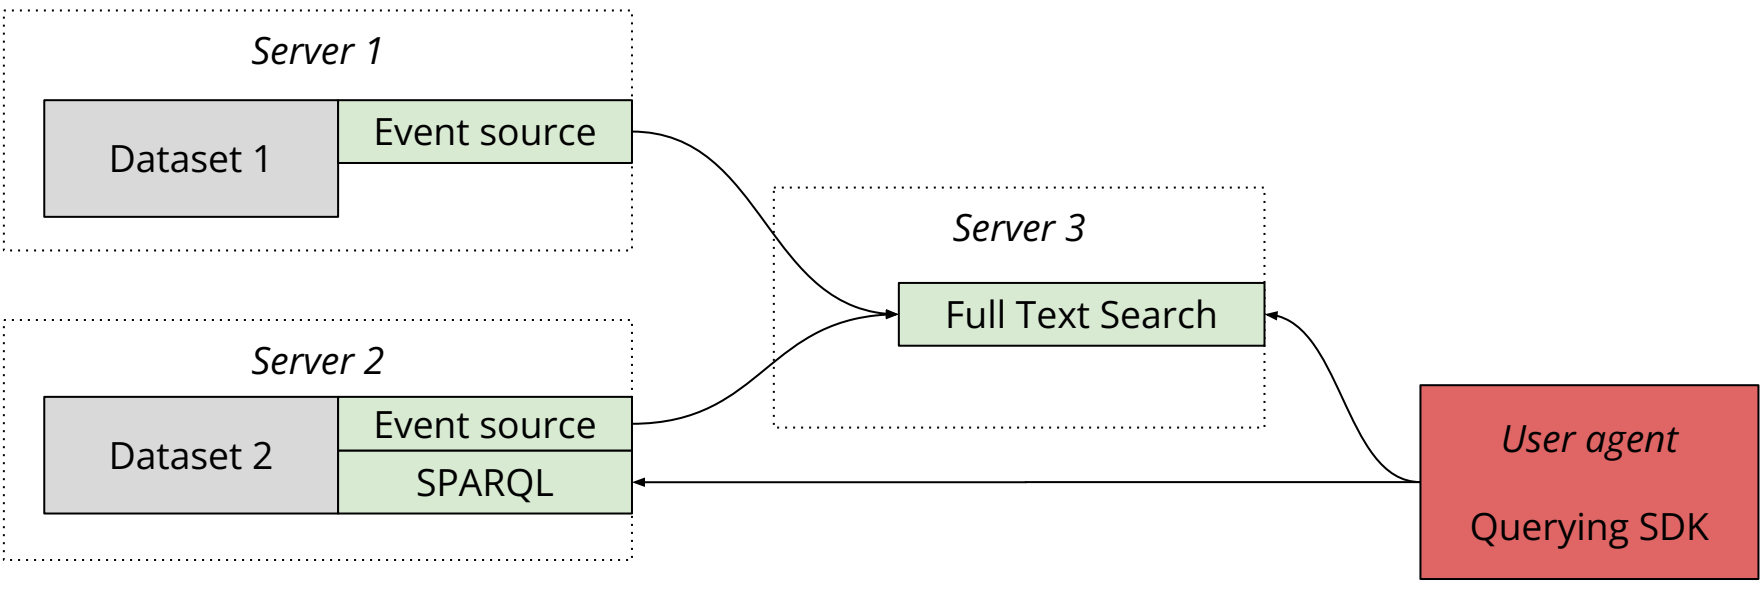 Server 1
Dataset 1
Event source
Server 2
Dataset 2
Event source
SPARQL
Server 3
Full Text Search
User agent
Querying SDK